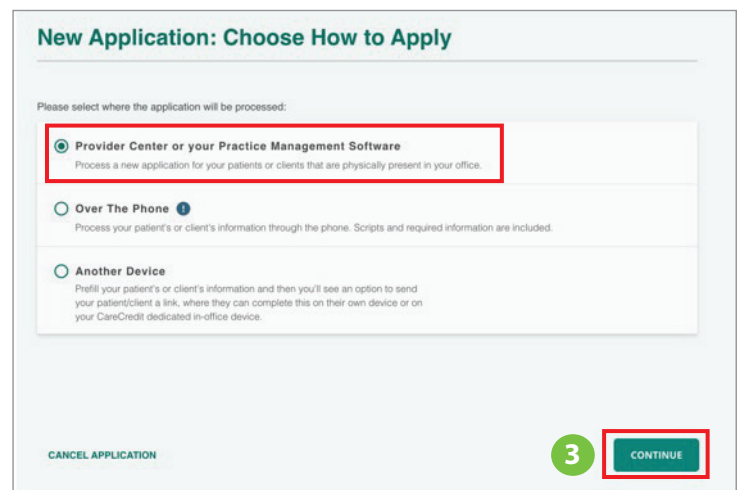 New Application: Choose How to Apply
Please select where the application will be processed:
Provider Center or your Practice Management Software
Process a new application for your patients or clients that are physically present in your office.
Over The Phone !
Process your patient's or client's information through the phone. Scripts and required information are included.
Another Device
Prefill your patient's or client's information and then you'll see an option to send
your patient/client a link, where they can complete this on their own device or on
your CareCredit dedicated in-office device.
CANCEL APPLICATION
3
CONTINUE